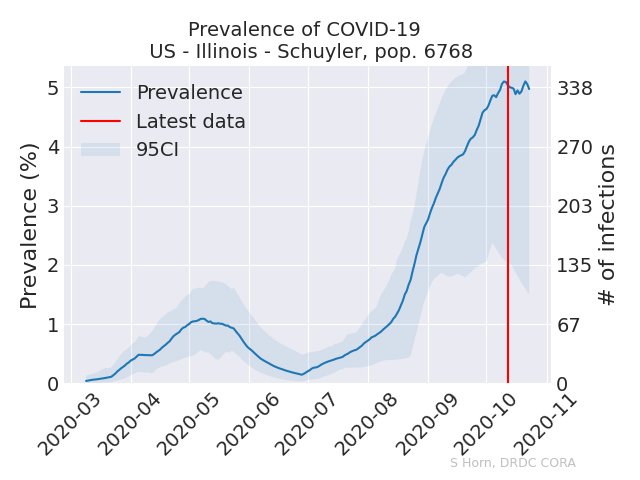 Prevalence of COVID-19
US - Illinois - Schuyler, pop. 6768
Prevalence
Latest data
95CI
Prevalence (%)
5
4
3
2
1
0
338
270
203
135
67
0
# of infections
2020-03
2020-04
2020-05
2020-06
2020-07
2020-08
2020-09
2020-10
2020-11
S Horn, DRDC CORA